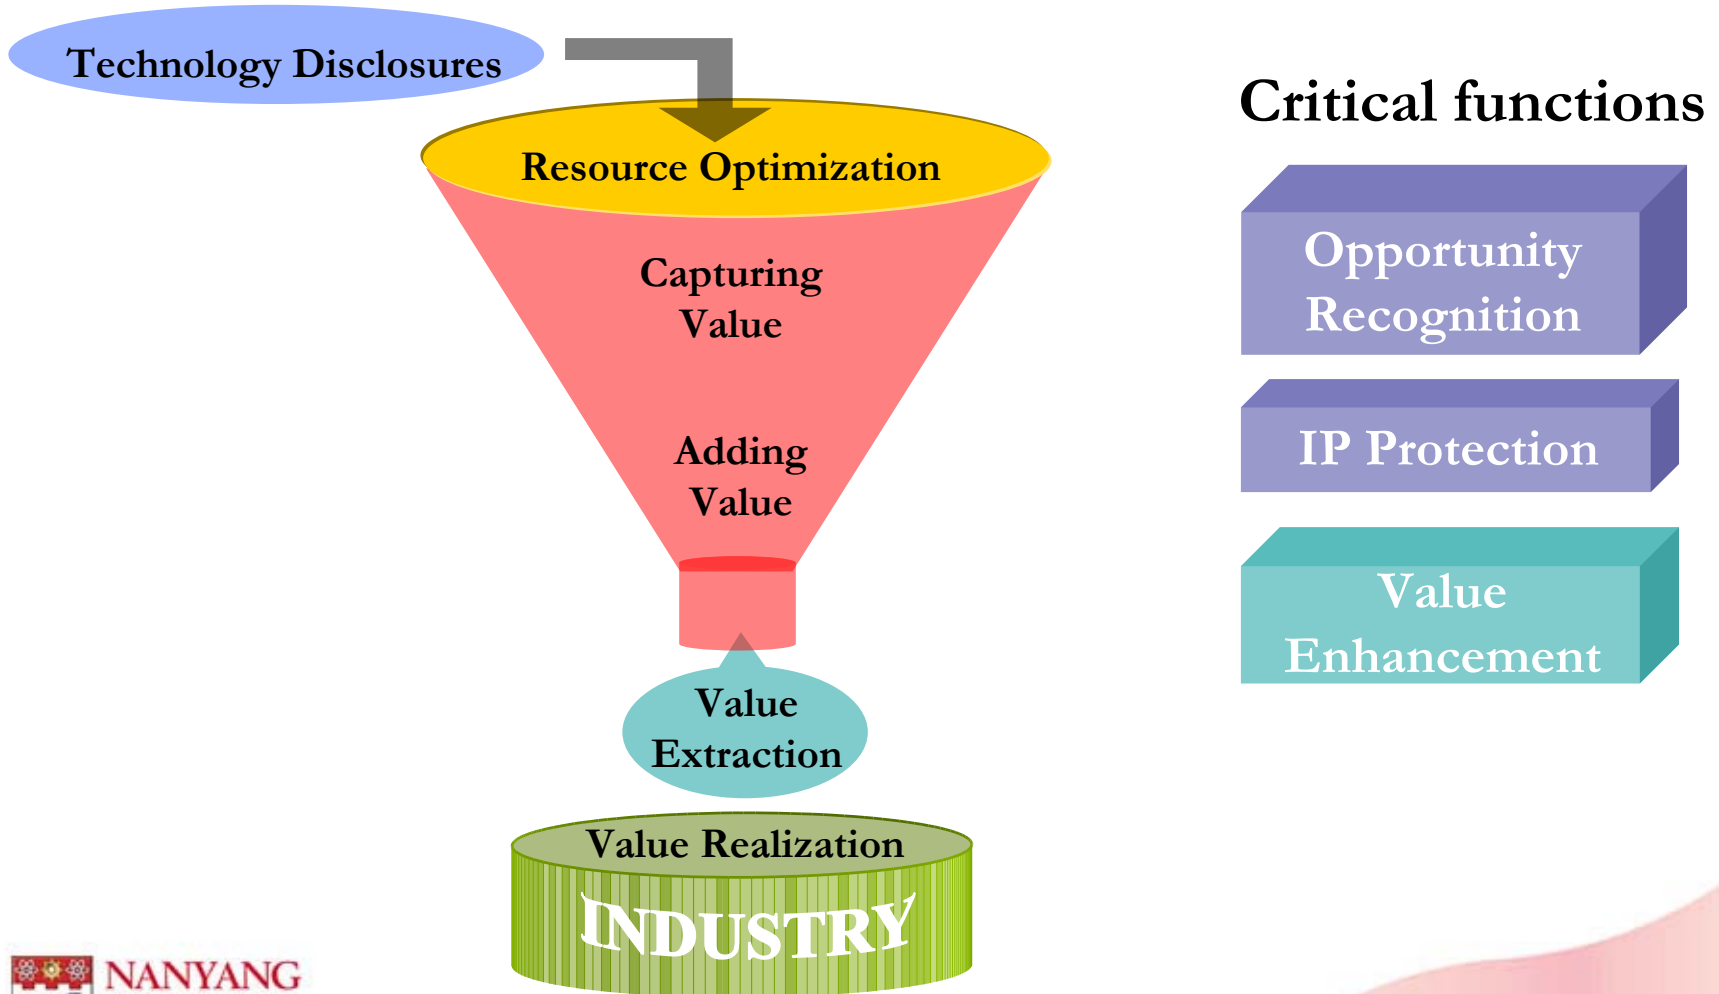 Technology Disclosures
Resource Optimization
Capturing
Value
Adding
Value
Value
Extraction
Value Realization
INDUSTRY
Critical functions
Opportunity
Recognition
IP Protection
Value
Enhancement
NANYANG